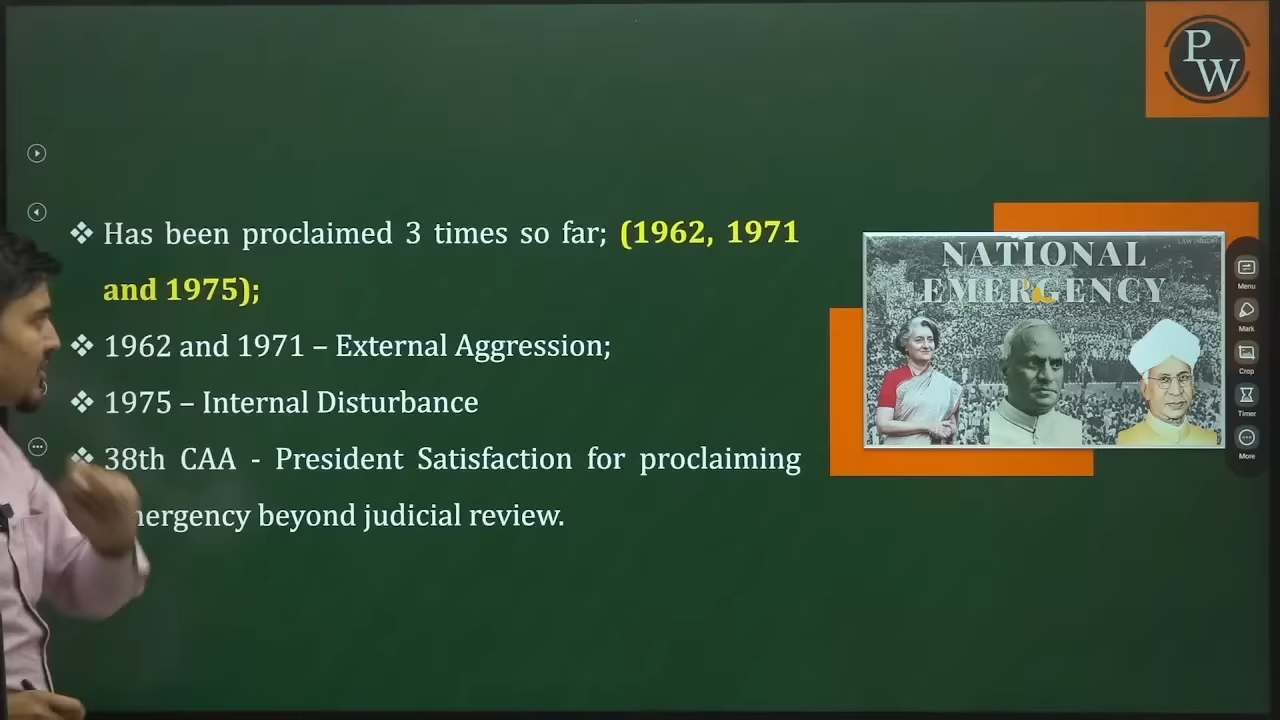 PW
❖ Has been proclaimed 3 times so far; (1962, 1971
and 1975);
❖ 1962 and 1971 – External Aggression;
❖ 1975 – Internal Disturbance
❖ 38th CAA - President Satisfaction for proclaiming
mergency beyond judicial review.
NATIONAL
EMERGENCY
Menu
Mark
Crop
Timer
More